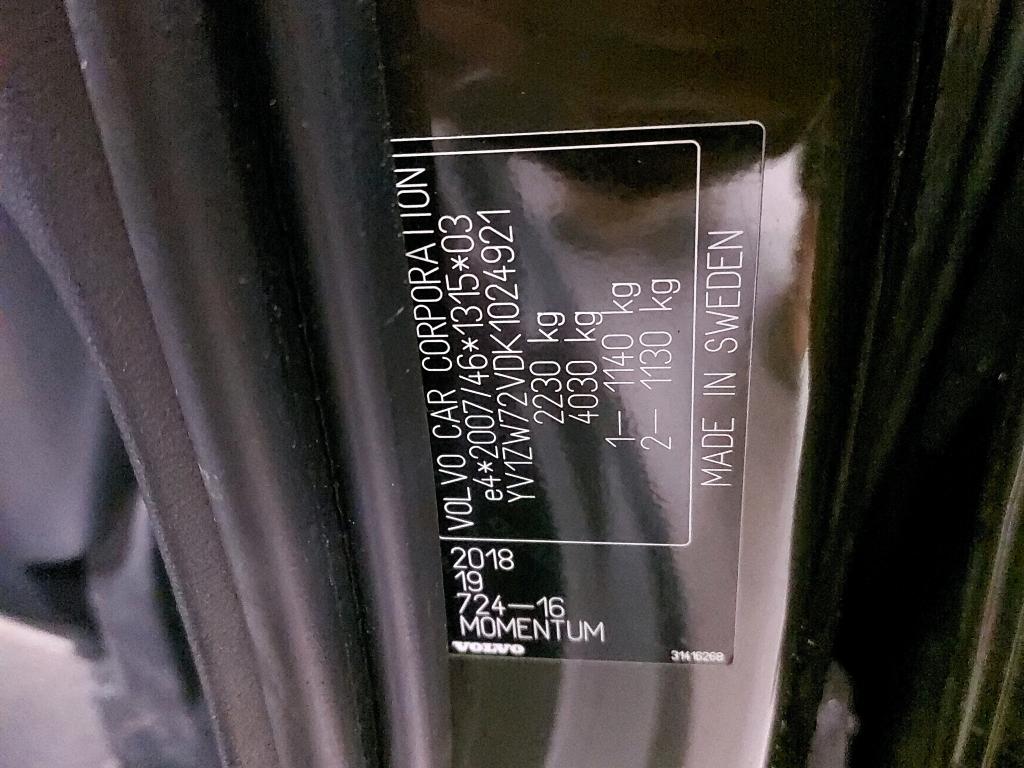 VOLVO CAR CORPORATION
e4*2007/46*1315*03
YV1ZW72VDK1024921
2230 kg
4030 kg
1— 1140 kg
2— 1130 kg
MADE IN SWEDEN
2018
19
724—16
MOMENTUM
VOLVO
31416268